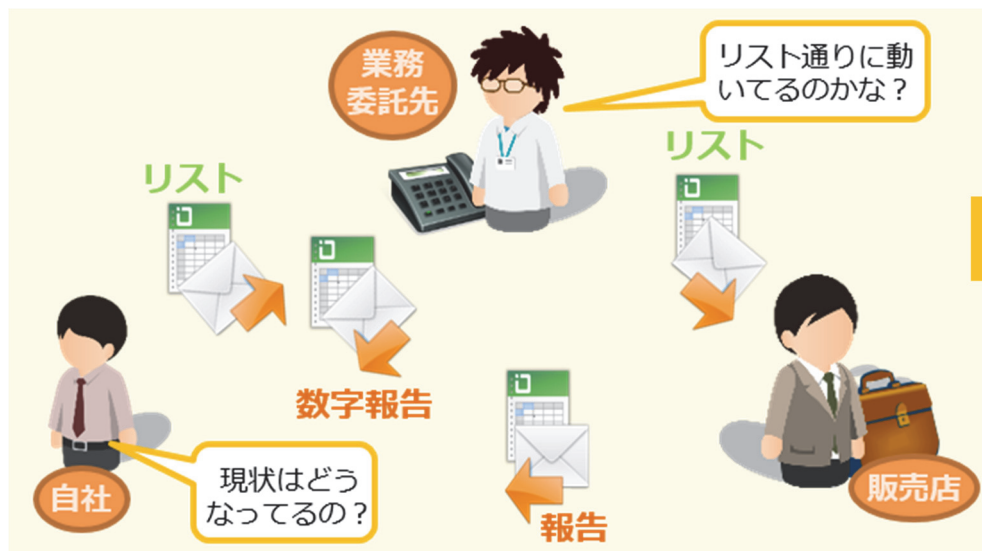 業務
委託先
リスト通りに動
いてるのかな？
リスト
リスト
数字報告
自社
現状はどう
なってるの？
報告
販売店